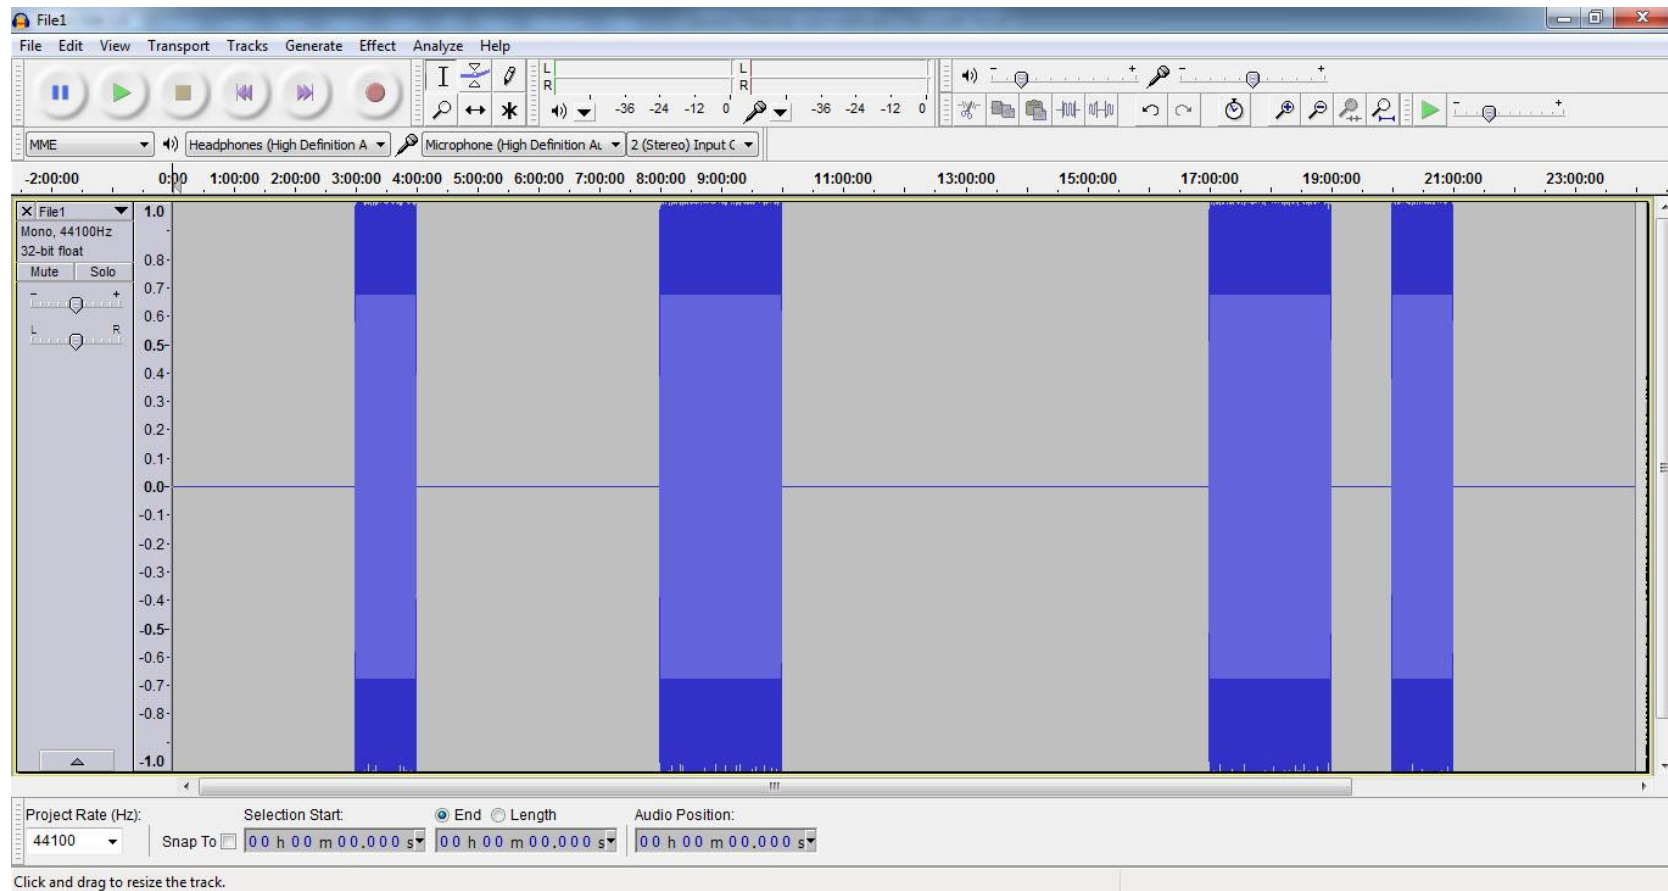 File1
File Edit View Transport Tracks Generate Effect Analyze Help
L
R
L
R
-36 -24 -12 0
-36 -24 -12 0
- +
- +
- +
MME
Headphones (High Definition A
Microphone (High Definition Au
2 (Stereo) Input C
-2:00:00 0:00 1:00:00 2:00:00 3:00:00 4:00:00 5:00:00 6:00:00 7:00:00 8:00:00 9:00:00 11:00:00 13:00:00 15:00:00 17:00:00 19:00:00 21:00:00 23:00:00
X File1
Mono, 44100Hz
32-bit float
Mute Solo
- +
L R
1.0
0.8
0.7
0.6
0.5
0.4
0.3
0.2
0.1
0.0
-0.1
-0.2
-0.3
-0.4
-0.5
-0.6
-0.7
-0.8
-1.0
Project Rate (Hz): Selection Start: End Length Audio Position:
44100 Snap To 00 h 00 m 00.000 s 00 h 00 m 00.000 s 00 h 00 m 00.000 s
Click and drag to resize the track.